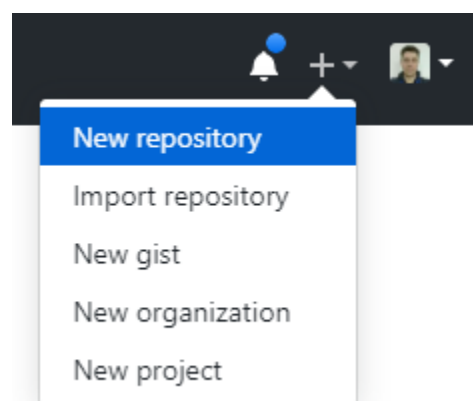 New repository
Import repository
New gist
New organization
New project